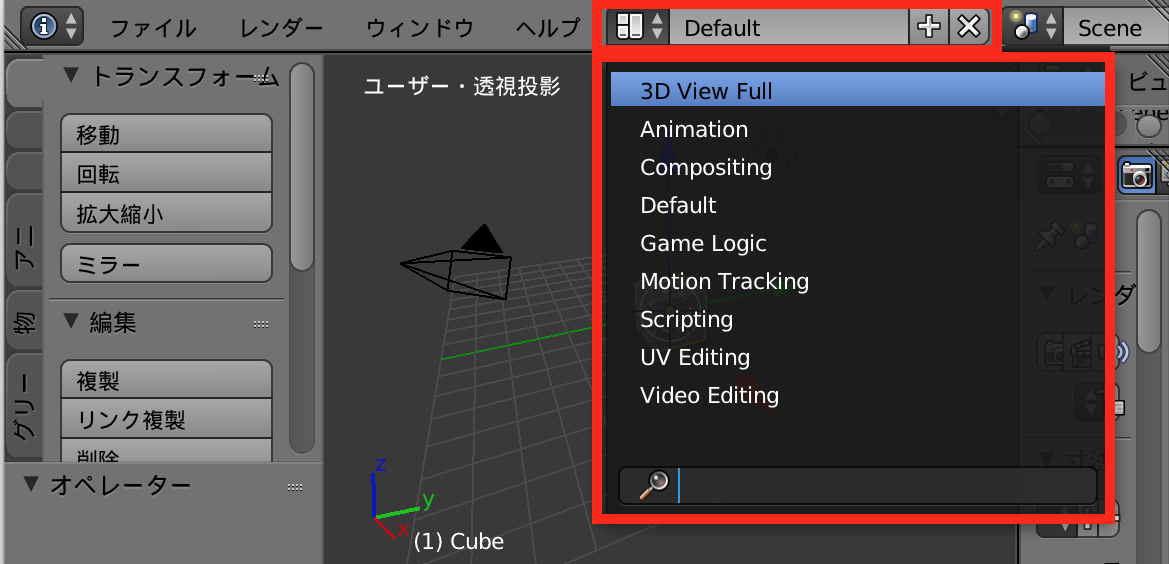 ファイル レンダー ウィンドウ ヘルプ Default Scene
トランスフォーム
移動
回転
拡大縮小
ミラー
編集
複製
リンク複製
削除
オペレーター
アニ
物
グリー
ユーザー・透視投影
3D View Full
Animation
Compositing
Default
Game Logic
Motion Tracking
Scripting
UV Editing
Video Editing
z
y
x
(1) Cube
ビュ
レンダ